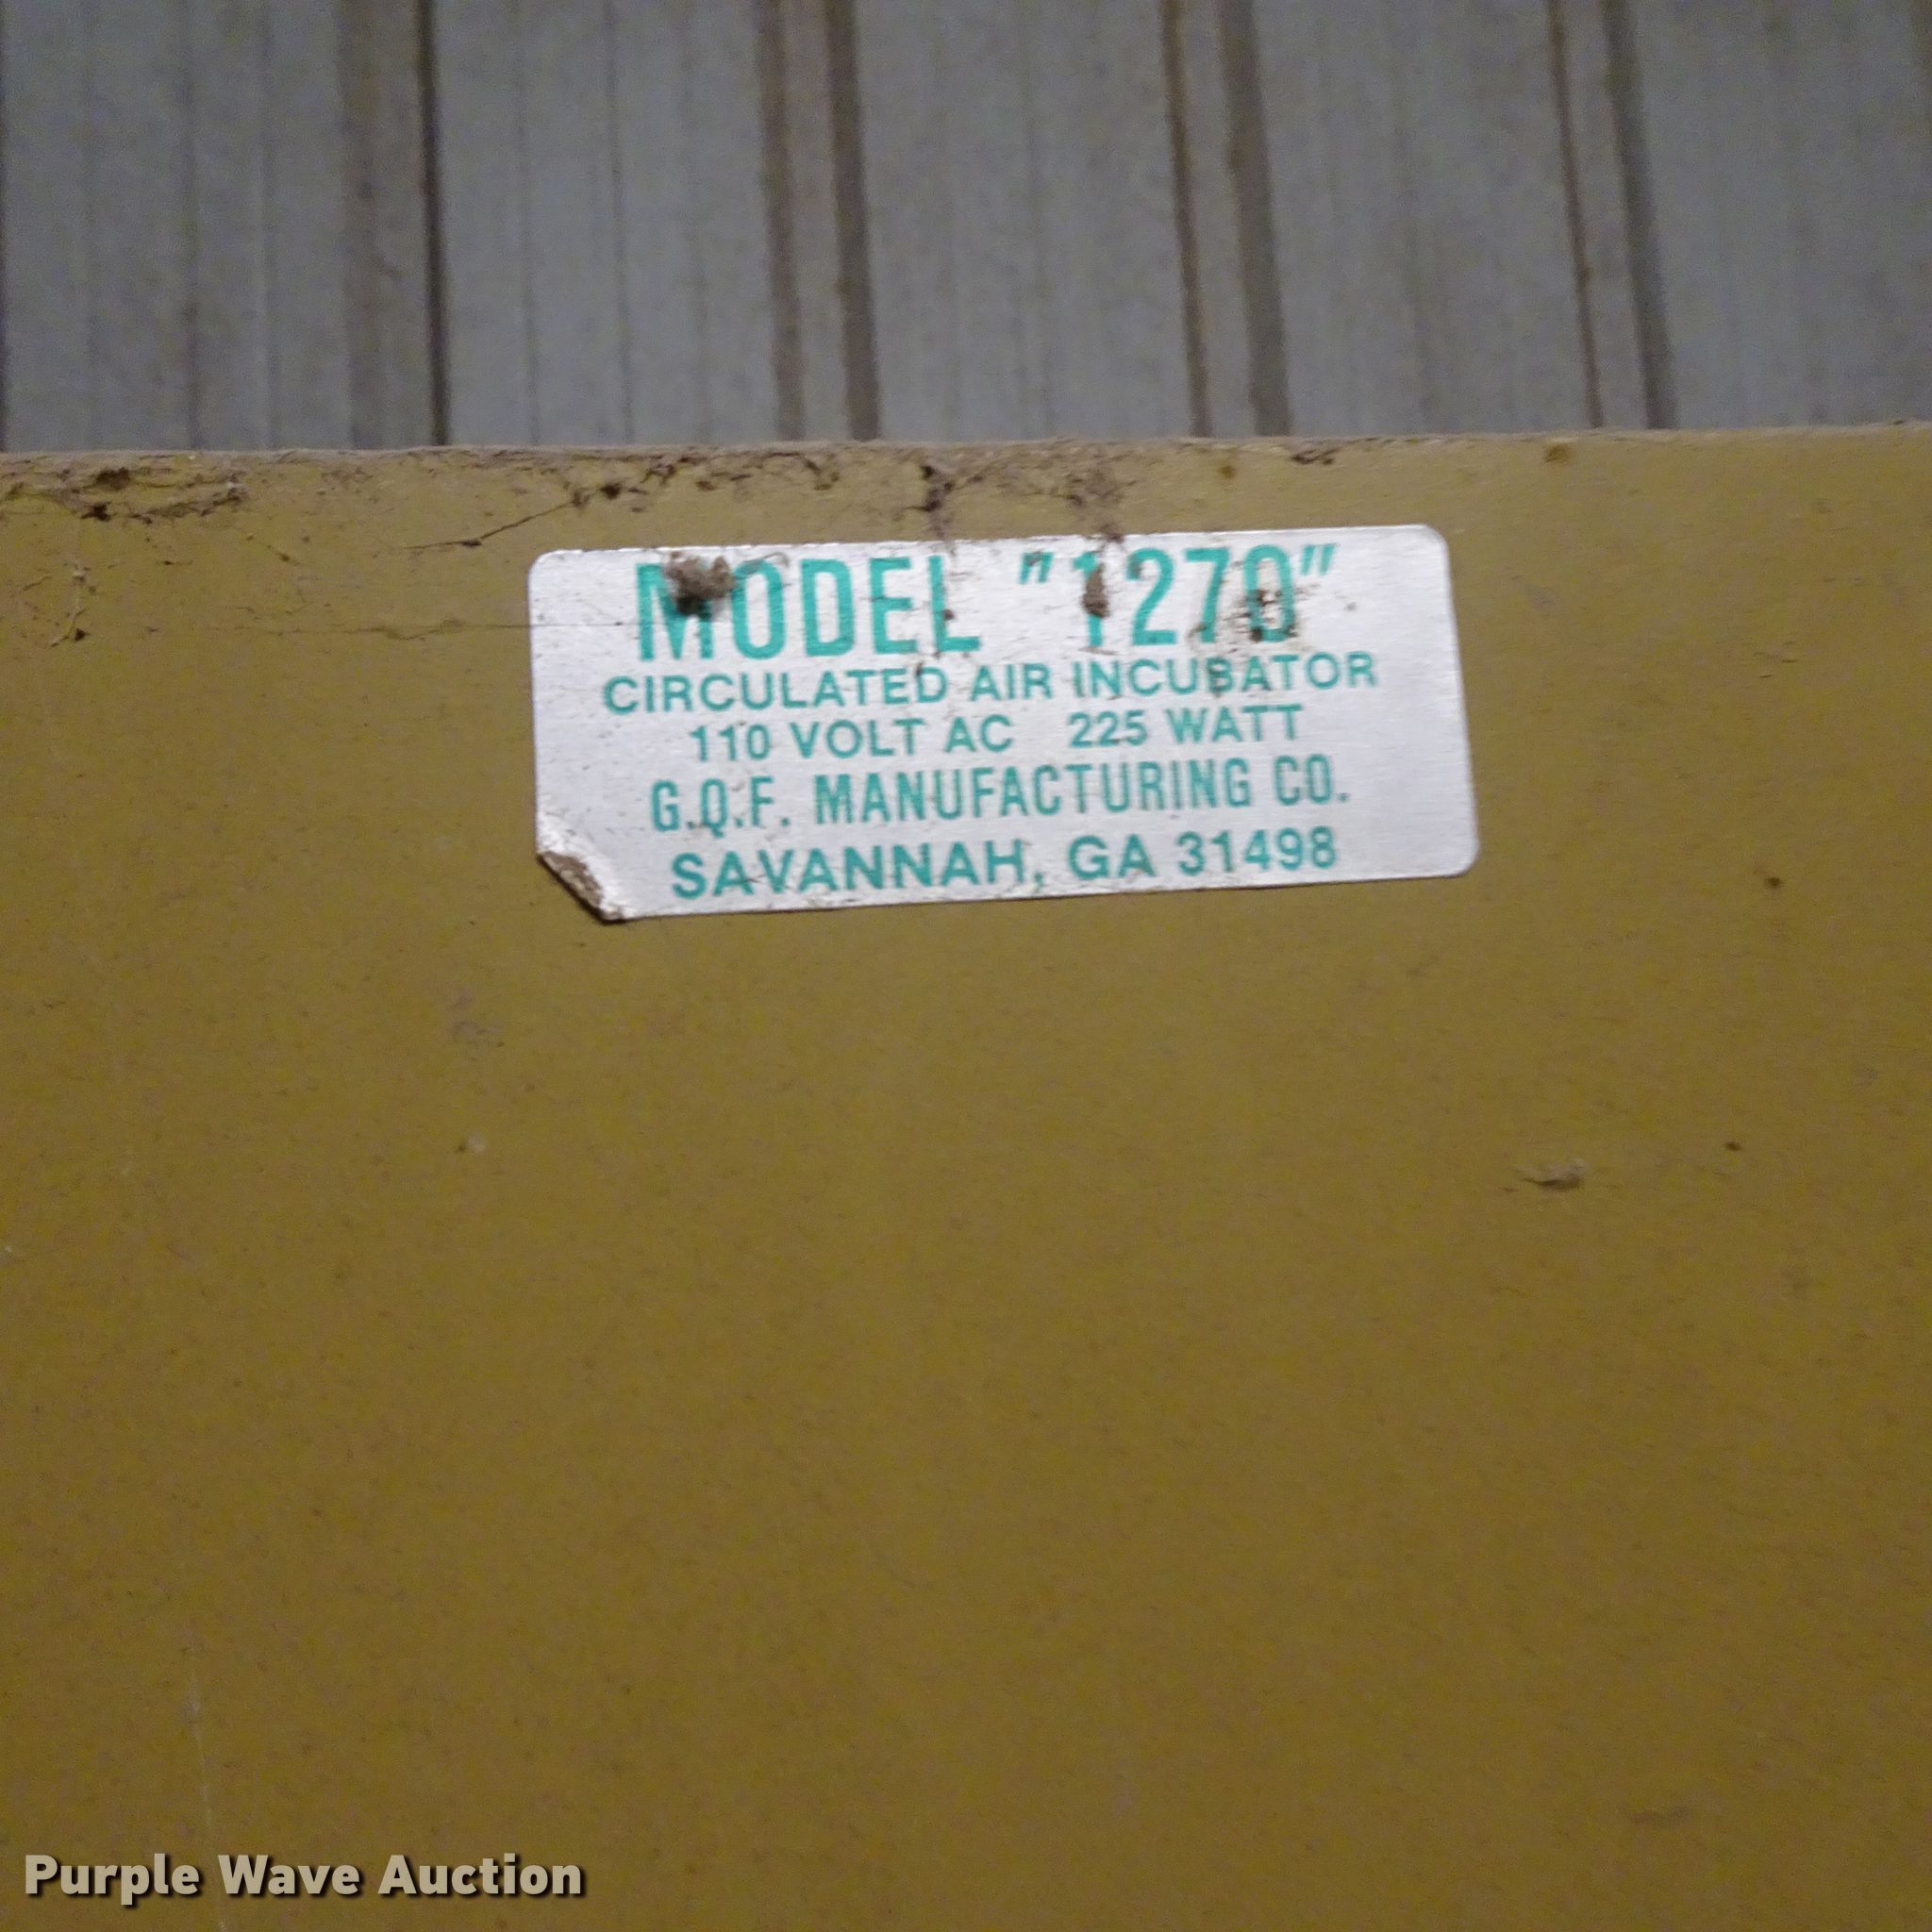 MODEL "1270"
CIRCULATED AIR INCUBATOR
110 VOLT AC 225 WATT
G.Q.F. MANUFACTURING CO.
SAVANNAH, GA 31498
Purple Wave Auction